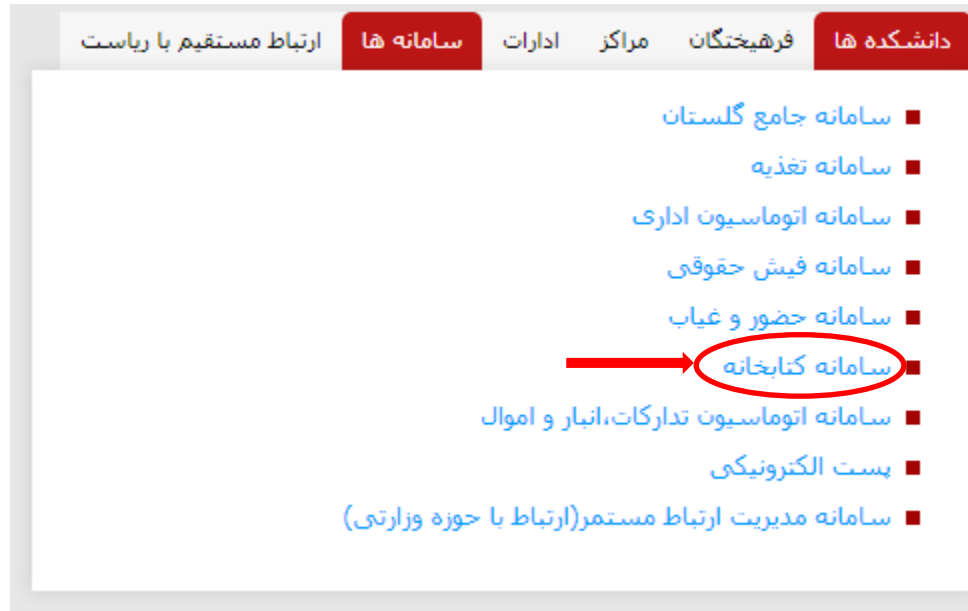 دانشکده ها فرهیختگان مراکز ادارات سامانه ها ارتباط مستقیم با ریاست
سامانه جامع گلستان
سامانه تغذیه
سامانه اتوماسیون اداری
سامانه فیش حقوقی
سامانه حضور و غیاب
سامانه کتابخانه
سامانه اتوماسیون تدارکات،انبار و اموال
پست الکترونیکی
سامانه مدیریت ارتباط مستمر(ارتباط با حوزه وزارتی)